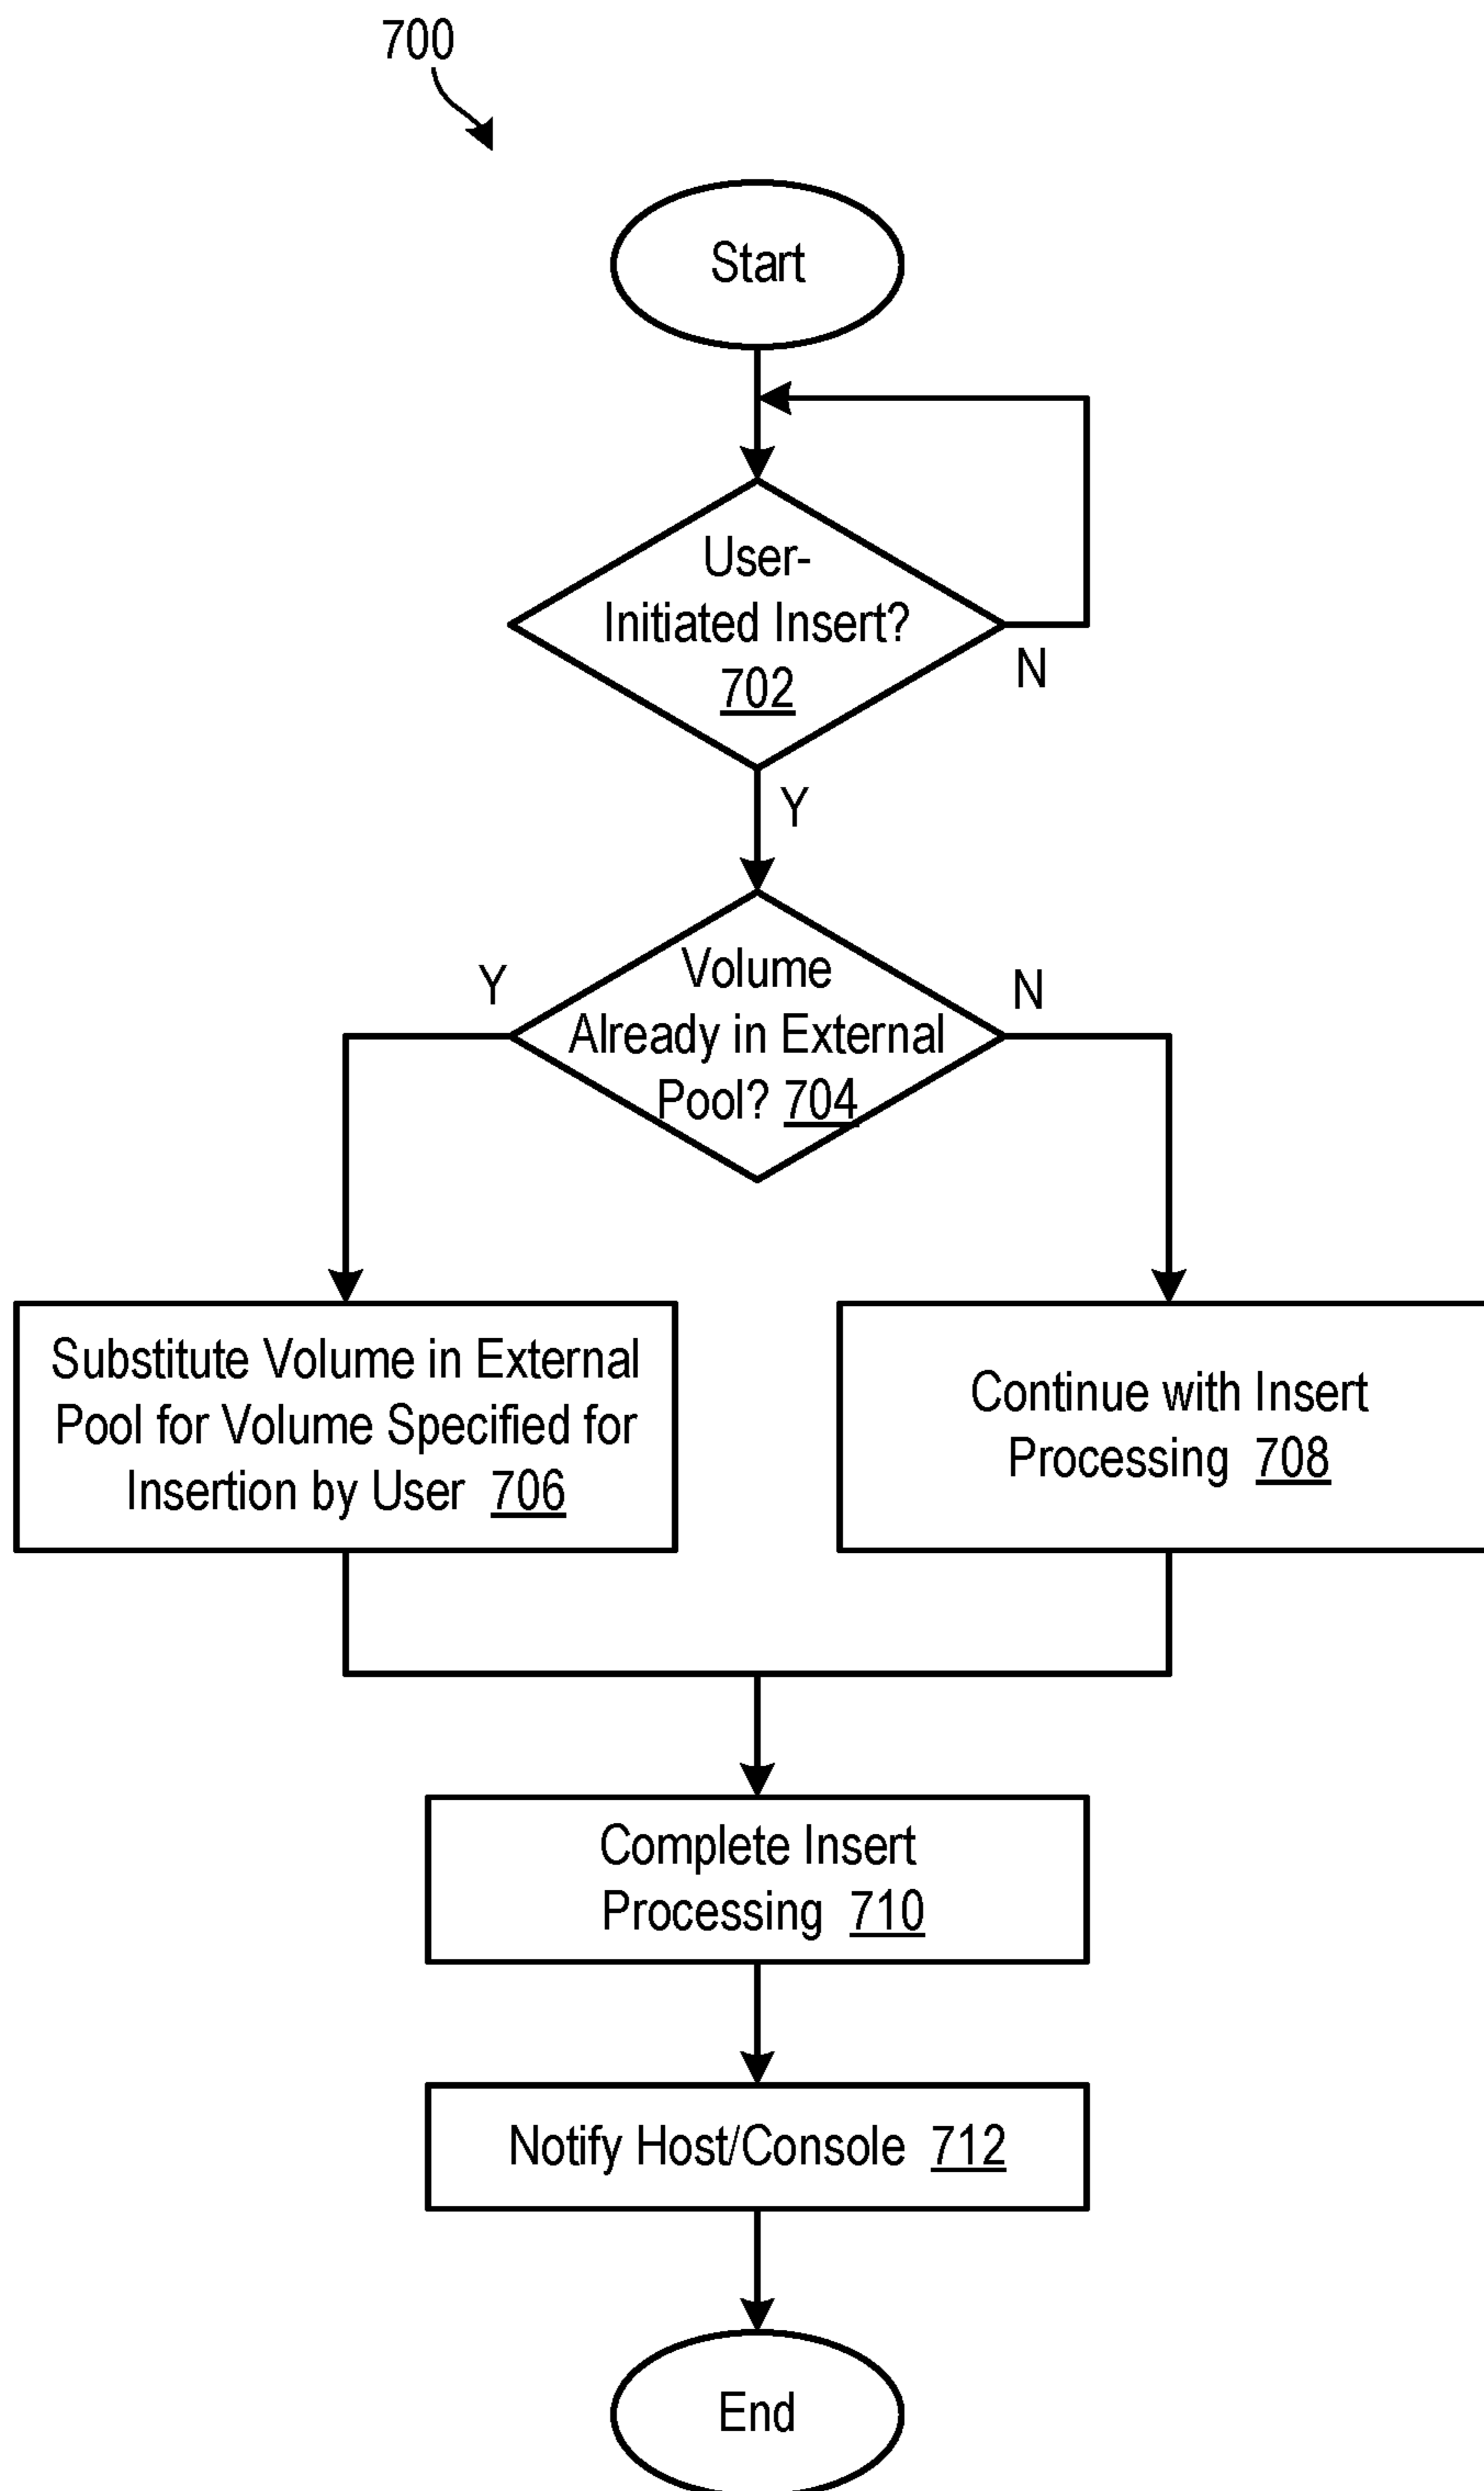 700
Start
User-
Initiated Insert?
702
N
Y
Volume
Already in External
Pool? 704
Y
N
Substitute Volume in External
Pool for Volume Specified for
Insertion by User 706
Continue with Insert
Processing 708
Complete Insert
Processing 710
Notify Host/Console 712
End